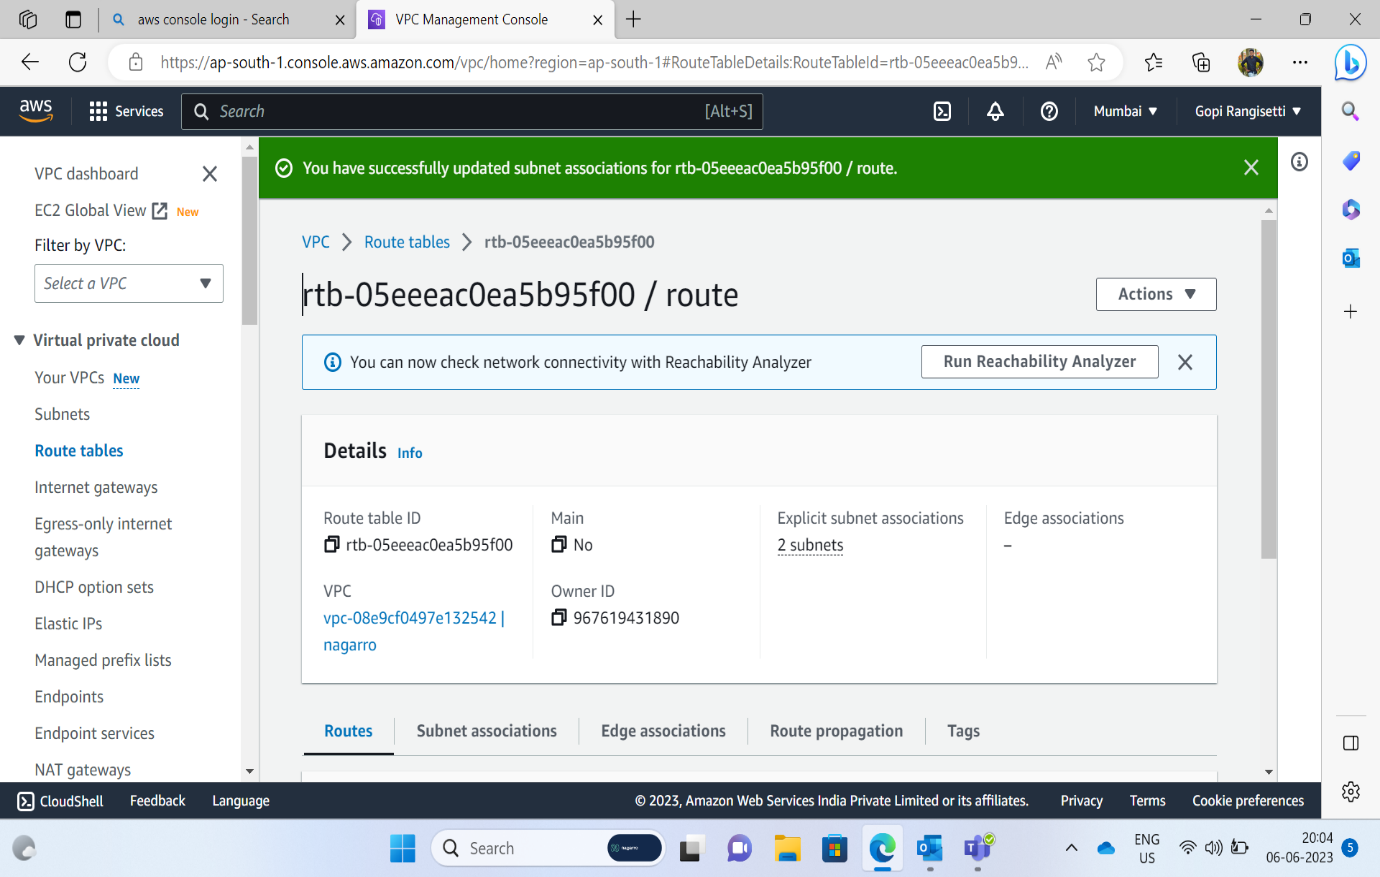 aws console login - Search
VPC Management Console
https://ap-south-1.console.aws.amazon.com/vpc/home?region=ap-south-1#RouteTableDetails:RouteTableId=rtb-05eeeac0ea5b9...
aws
Services
Search
[Alt+S]
Mumbai
Gopi Rangisetti
VPC dashboard
EC2 Global View New
Filter by VPC:
Select a VPC
Virtual private cloud
Your VPCs New
Subnets
Route tables
Internet gateways
Egress-only internet
gateways
DHCP option sets
Elastic IPs
Managed prefix lists
Endpoints
Endpoint services
NAT gateways
You have successfully updated subnet associations for rtb-05eeeac0ea5b95f00 / route.
VPC
Route tables
rtb-05eeeac0ea5b95f00
rtb-05eeeac0ea5b95f00 / route
Actions
You can now check network connectivity with Reachability Analyzer
Run Reachability Analyzer
Details Info
Route table ID
rtb-05eeeac0ea5b95f00
Main
No
Explicit subnet associations
2 subnets
Edge associations
–
VPC
vpc-08e9cf0497e132542 |
nagarro
Owner ID
967619431890
Routes
Subnet associations
Edge associations
Route propagation
Tags
CloudShell
Feedback
Language
© 2023, Amazon Web Services India Private Limited or its affiliates.
Privacy
Terms
Cookie preferences
Search
nagarro
ENG
US
20:04
06-06-2023
5